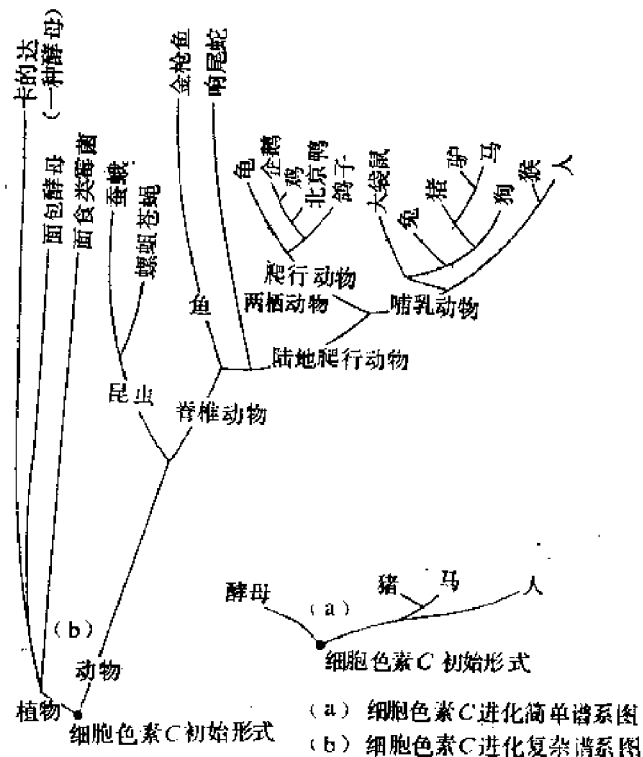 卡的达
(一种酵母)
面包酵母
面食类霉菌
蚕蛾
螺蛆苍蝇
金枪鱼
响尾蛇
龟
企鹅
鸡
北京鸭
鸽子
大袋鼠
兔
猪
驴
马
狗
猴
人
爬行动物
鱼
两栖动物
哺乳动物
陆地爬行动物
昆虫
脊椎动物
酵母
(a)
猪
马
人
(b)
细胞色素C初始形式
动物
植物
细胞色素C初始形式
(a) 细胞色素C进化简单谱系图
(b) 细胞色素C进化复杂谱系图